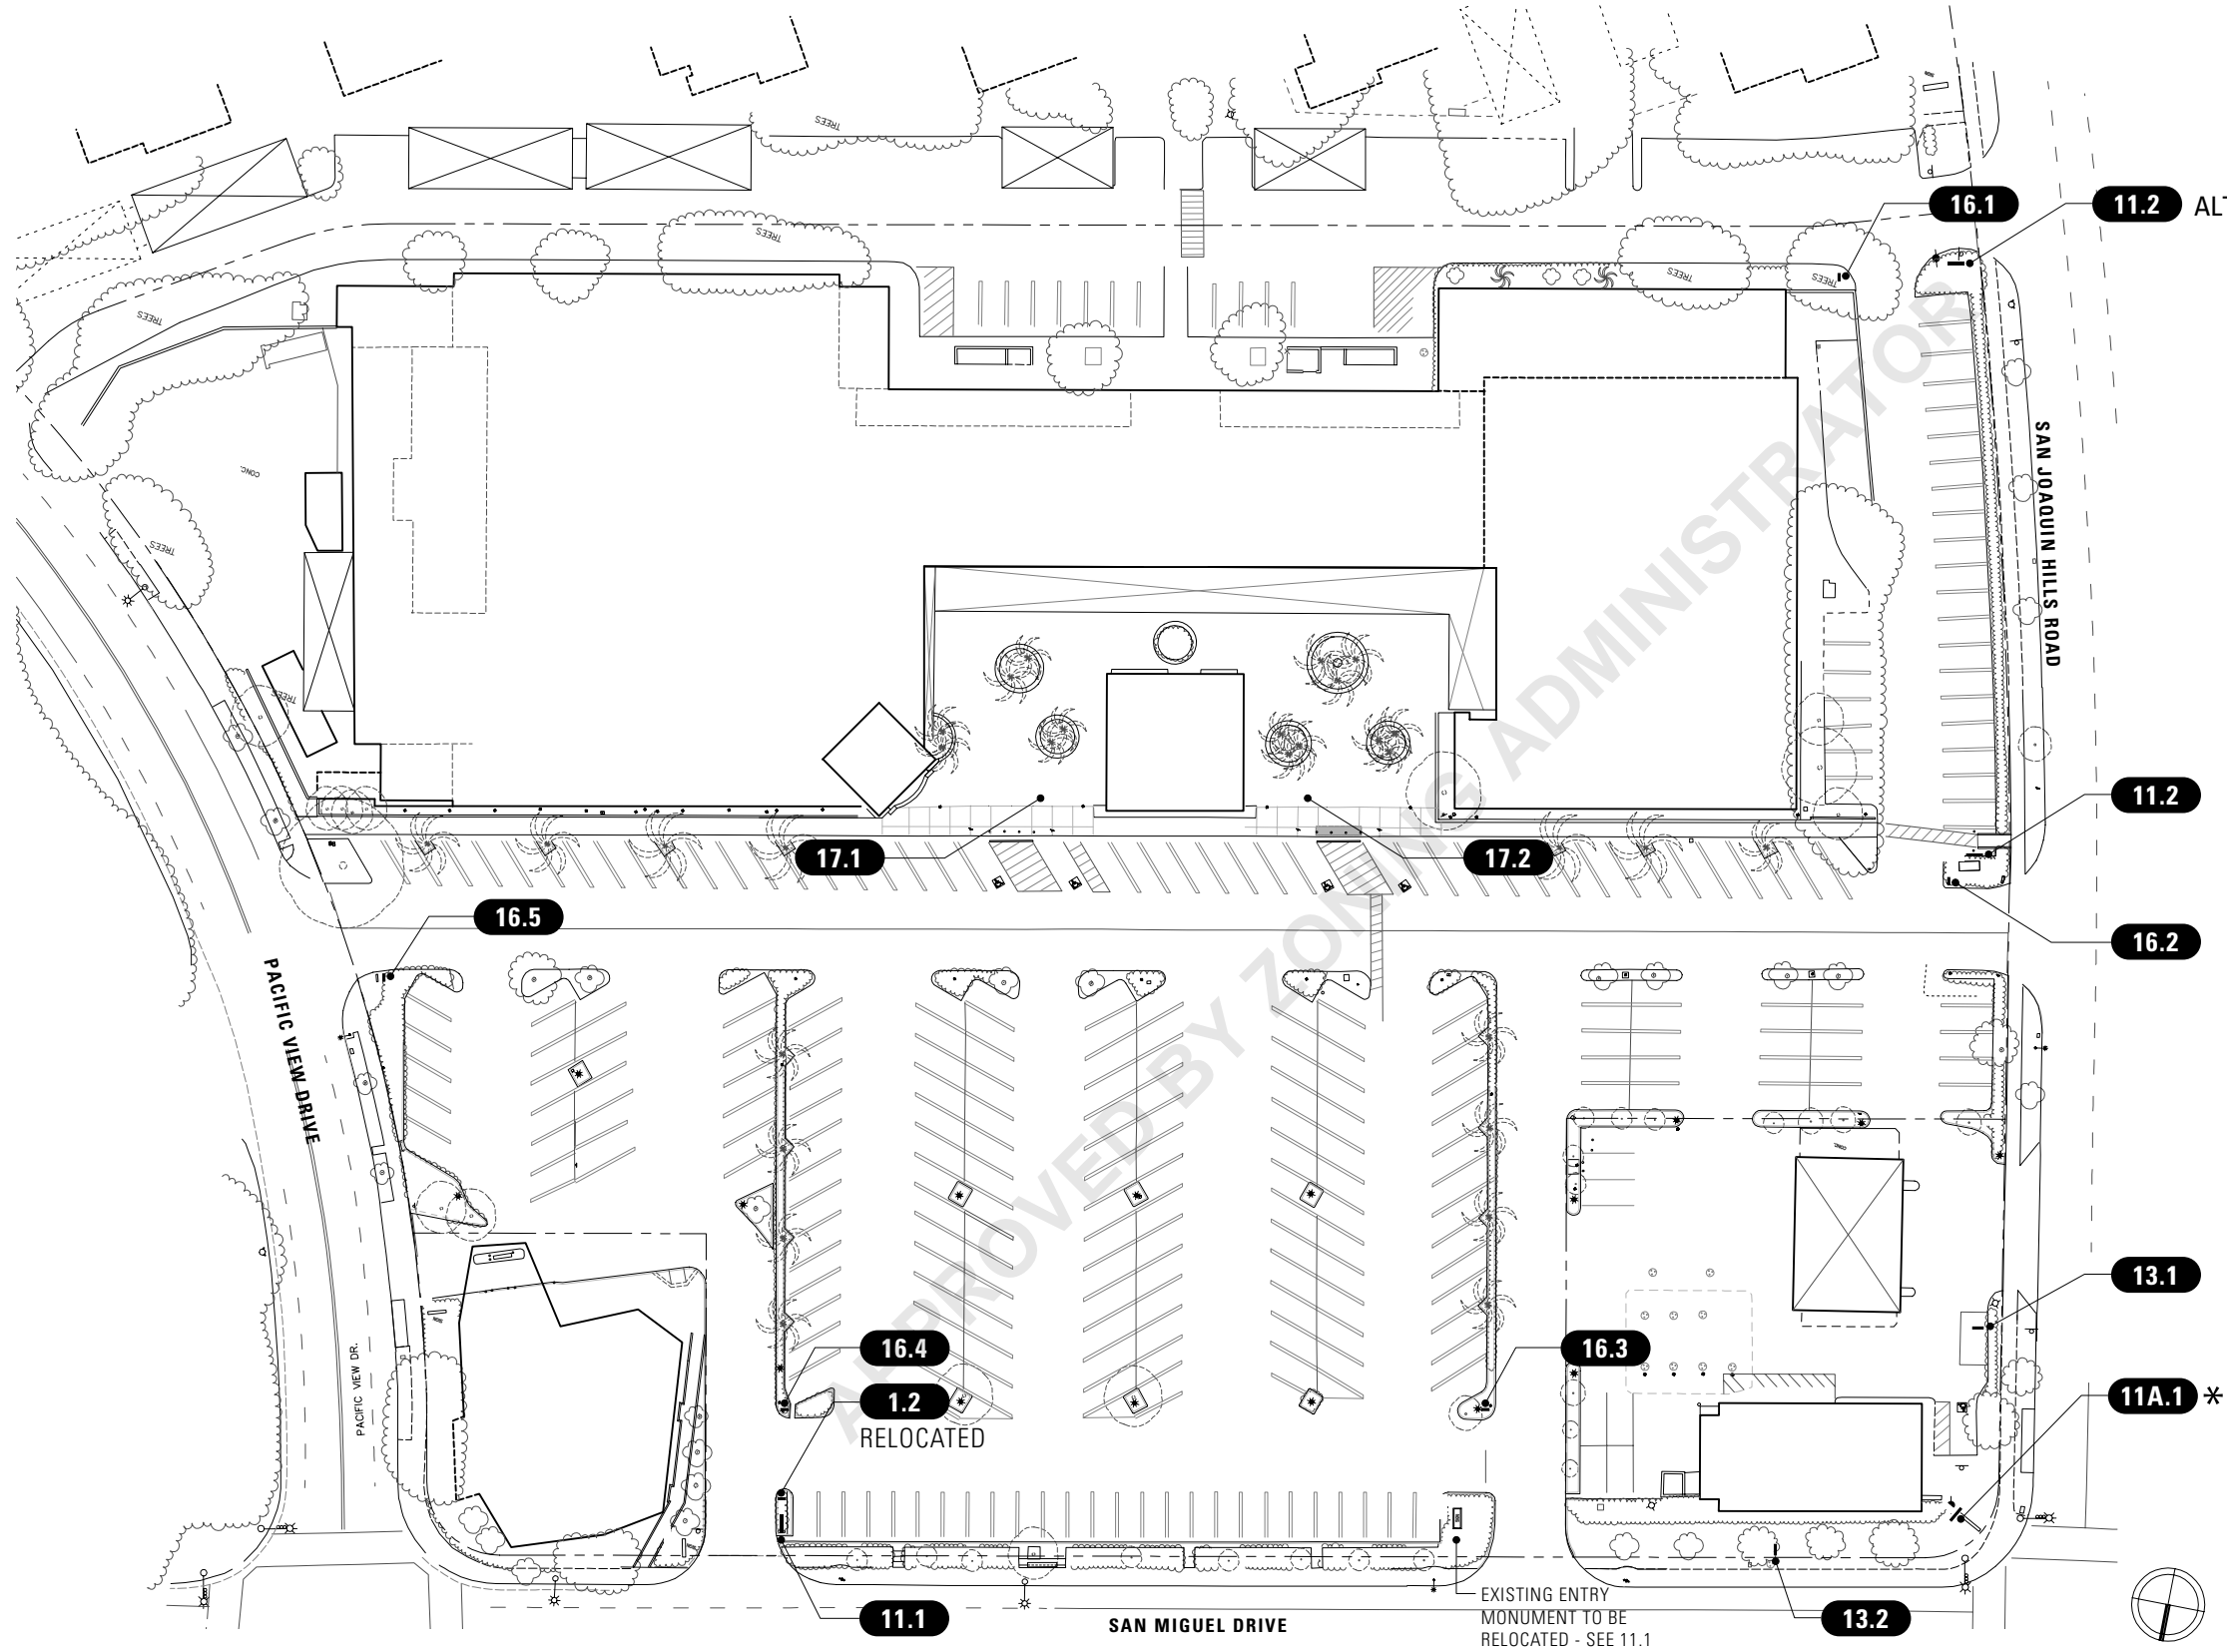 TREES
16.1
11.2 ALT
TREES
TREES
TREES
TREES
SAN JOAQUIN HILLS ROAD
CONC.
TREES
TREES
11.2
17.1
17.2
16.5
16.2
PACIFIC VIEW DRIVE
APPROVED BY ZONING ADMINISTRATOR
13.1
16.4
16.3
1.2
RELOCATED
11A.1 *
PACIFIC VIEW DR.
EXISTING ENTRY
MONUMENT TO BE
RELOCATED - SEE 11.1
11.1
SAN MIGUEL DRIVE
13.2